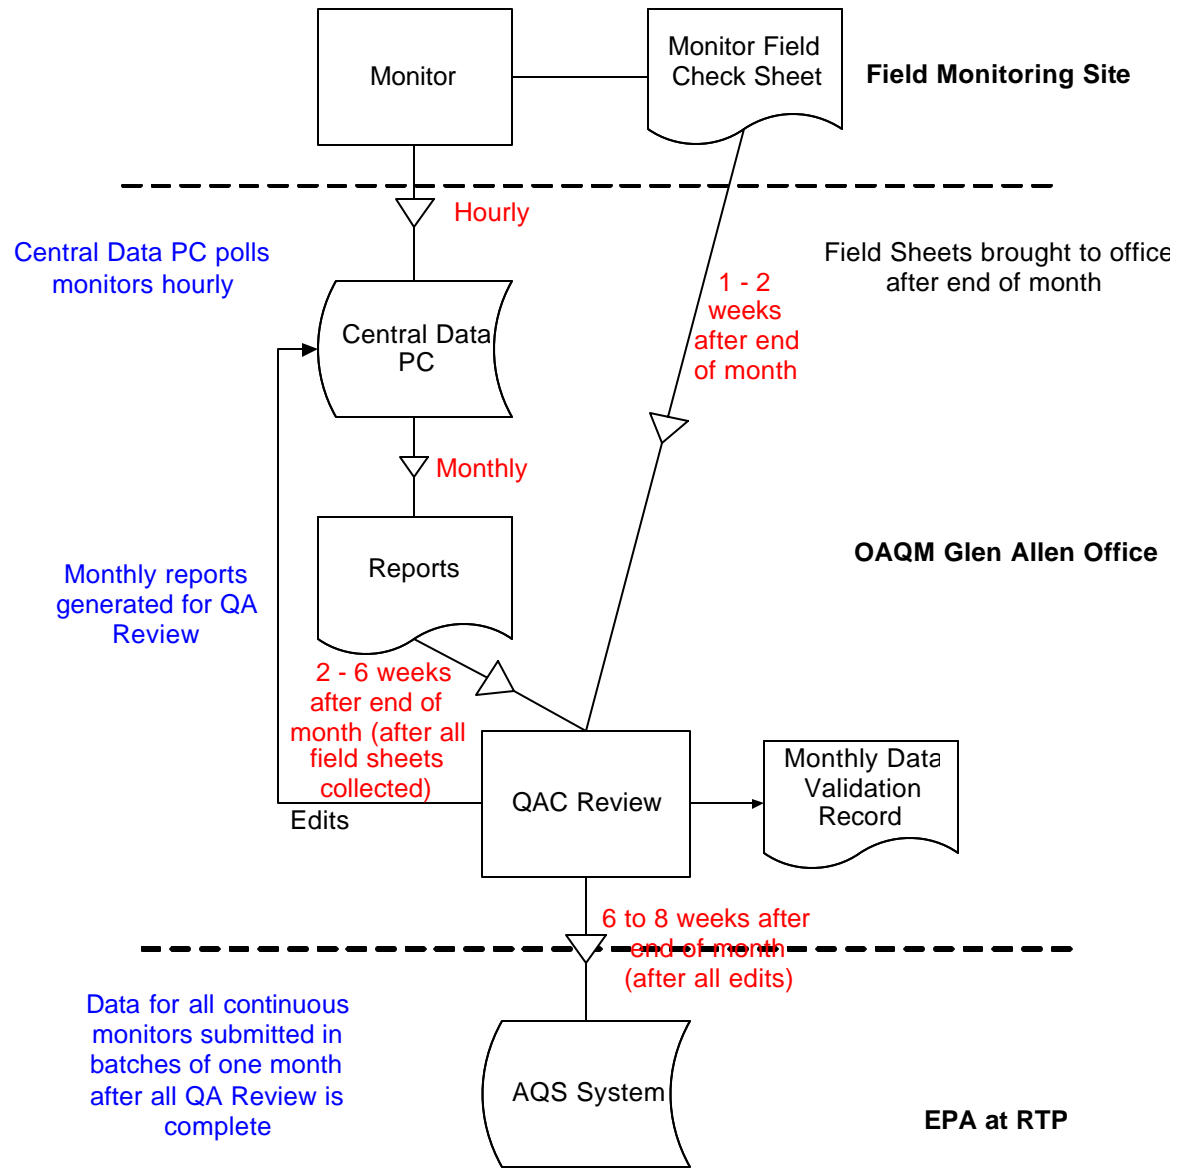 Monitor
Monitor Field
Check Sheet
Field Monitoring Site
Hourly
Central Data PC polls
monitors hourly
Field Sheets brought to office
after end of month
1 - 2
weeks
after end
of month
Central Data
PC
Monthly
Reports
OAQM Glen Allen Office
Monthly reports
generated for QA
Review
2 - 6 weeks
after end of
month (after all
field sheets
collected)
Edits
QAC Review
Monthly Data
Validation
Record
6 to 8 weeks after
end of month
(after all edits)
Data for all continuous
monitors submitted in
batches of one month
after all QA Review is
complete
AQS System
EPA at RTP